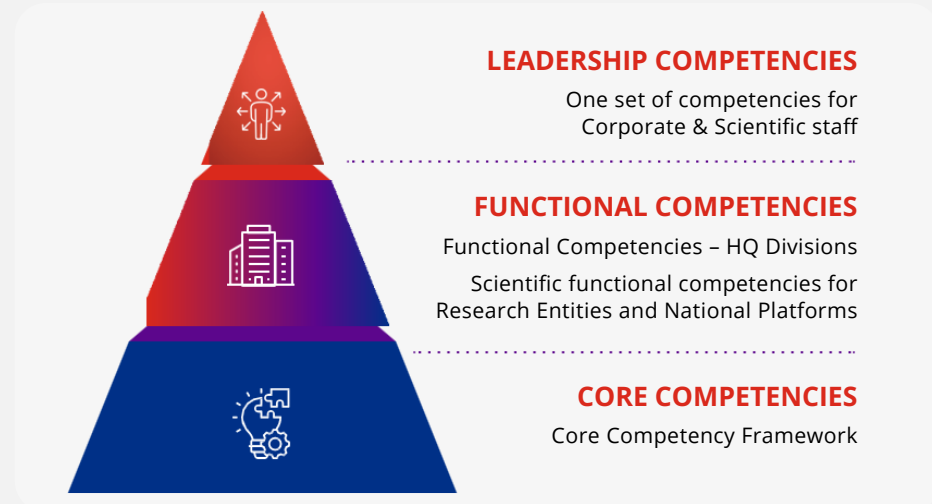 LEADERSHIP COMPETENCIES
One set of competencies for
Corporate & Scientific staff
FUNCTIONAL COMPETENCIES
Functional Competencies – HQ Divisions
Scientific functional competencies for
Research Entities and National Platforms
CORE COMPETENCIES
Core Competency Framework